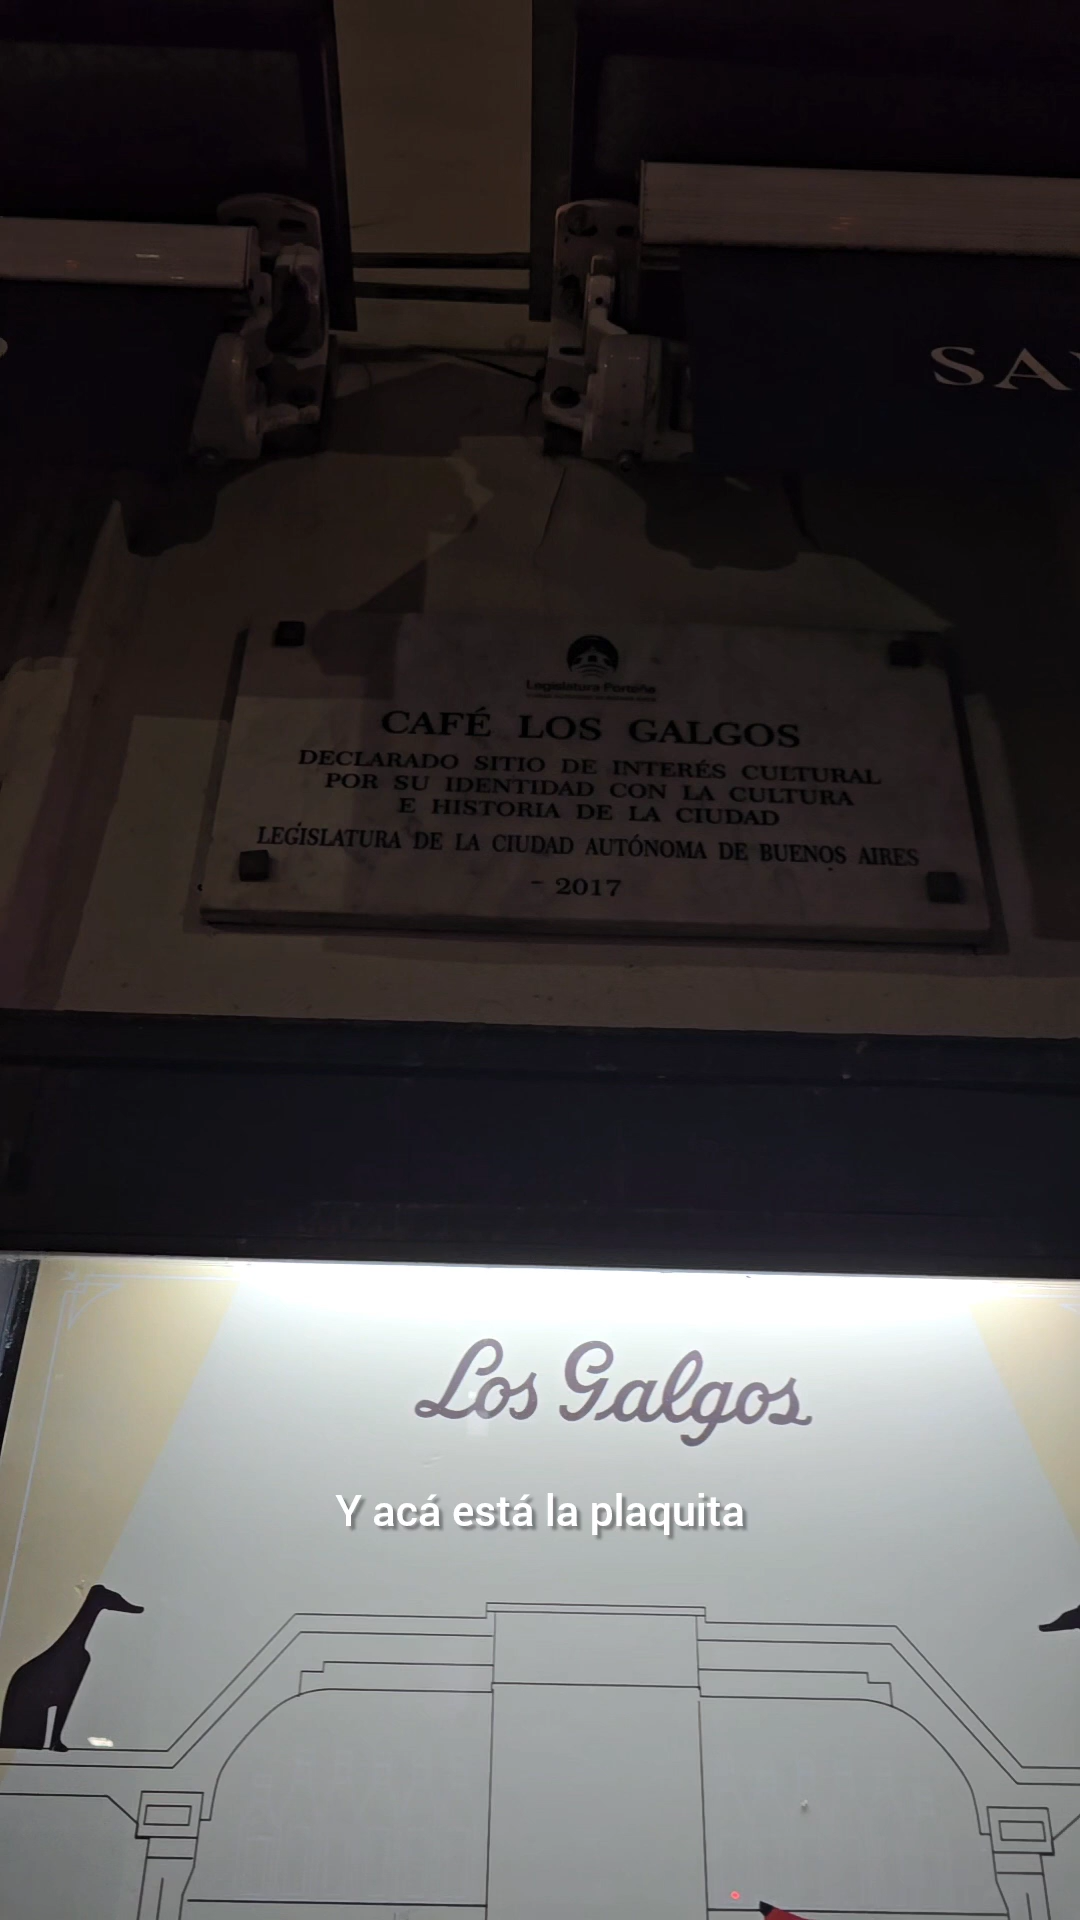 SA
Legislatura Porteña
CAFÉ LOS GALGOS
DECLARADO SITIO DE INTERÉS CULTURAL
POR SU IDENTIDAD CON LA CULTURA
E HISTORIA DE LA CIUDAD
LEGISLATURA DE LA CIUDAD AUTÓNOMA DE BUENOS AIRES
- 2017
Los Galgos
Y acá está la plaquita